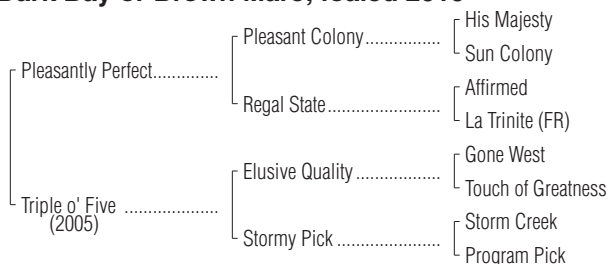 Dark Bay or Brown Mare, foaled
His Majesty
Pleasant Colony................
Sun Colony
Pleasantly Perfect..............
Affirmed
Regal State........................
La Trinite (FR)
Gone West
Elusive Quality ..................
Touch of Greatness
Triple o' Five ....................
(2005)
Storm Creek
Stormy Pick ......................
Program Pick